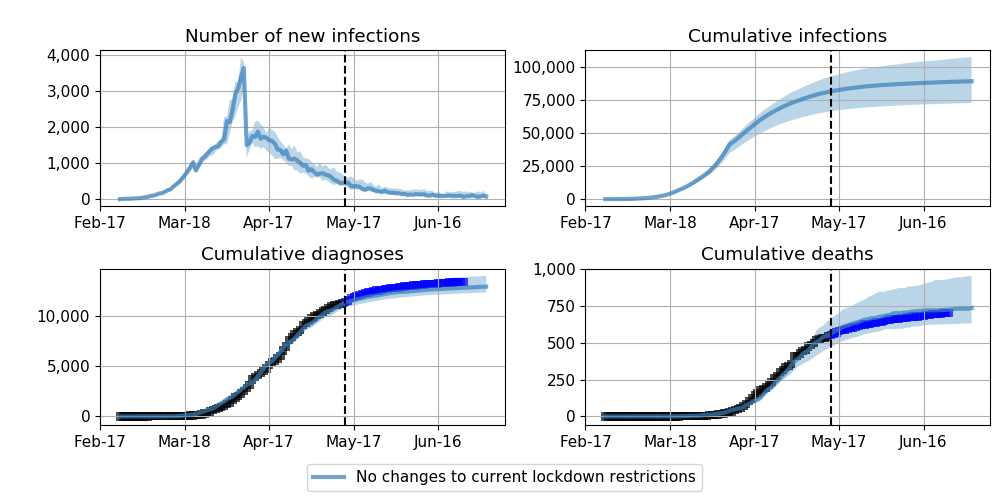 Number of new infections
4,000
3,000
2,000
1,000
0
Feb-17 Mar-18 Apr-17 May-17 Jun-16
Cumulative infections
100,000
75,000
50,000
25,000
0
Feb-17 Mar-18 Apr-17 May-17 Jun-16
Cumulative diagnoses
10,000
5,000
0
Feb-17 Mar-18 Apr-17 May-17 Jun-16
Cumulative deaths
1,000
750
500
250
0
Feb-17 Mar-18 Apr-17 May-17 Jun-16
No changes to current lockdown restrictions